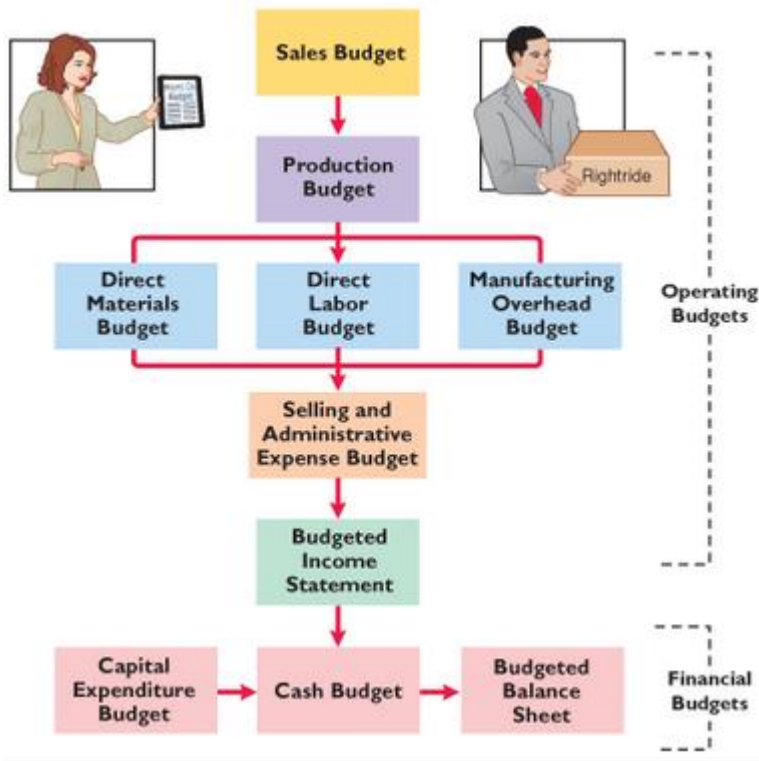 Sales Budget
Production
Budget
Rightride
Direct
Materials
Budget
Direct
Labor
Budget
Manufacturing
Overhead
Budget
Operating
Budgets
Selling and
Administrative
Expense Budget
Budgeted
Income
Statement
Capital
Expenditure
Budget
Cash Budget
Budgeted
Balance
Sheet
Financial
Budgets